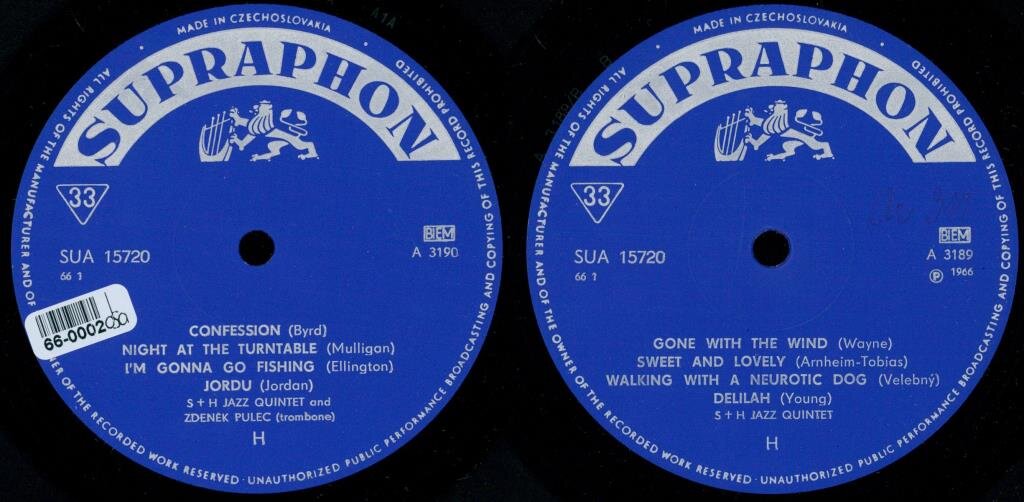 MADE IN CZECHOSLOVAKIA
ALL RIGHTS OF THE MANUFACTURER AND OF THE OWNER OF THE RECORDED WORK RESERVED · UNAUTHORIZED PUBLIC PERFORMANCE BROADCASTING AND COPYING OF THIS RECORD PROHIBITED
SUPRAPHON
33
SUA 15720
66 1
BIEM
A 3190
66-0002
CONFESSION (Byrd)
NIGHT AT THE TURNTABLE (Mulligan)
I'M GONNA GO FISHING (Ellington)
JORDU (Jordan)
S+H JAZZ QUINTET and
ZDENĚK PULEC (trombone)
H
MADE IN CZECHOSLOVAKIA
ALL RIGHTS OF THE MANUFACTURER AND OF THE OWNER OF THE RECORDED WORK RESERVED · UNAUTHORIZED PUBLIC PERFORMANCE BROADCASTING AND COPYING OF THIS RECORD PROHIBITED
SUPRAPHON
33
SUA 15720
66 1
BIEM
A 3189
℗ 1966
GONE WITH THE WIND (Wayne)
SWEET AND LOVELY (Arnheim-Tobias)
WALKING WITH A NEUROTIC DOG (Velebný)
DELILAH (Young)
S+H JAZZ QUINTET
H